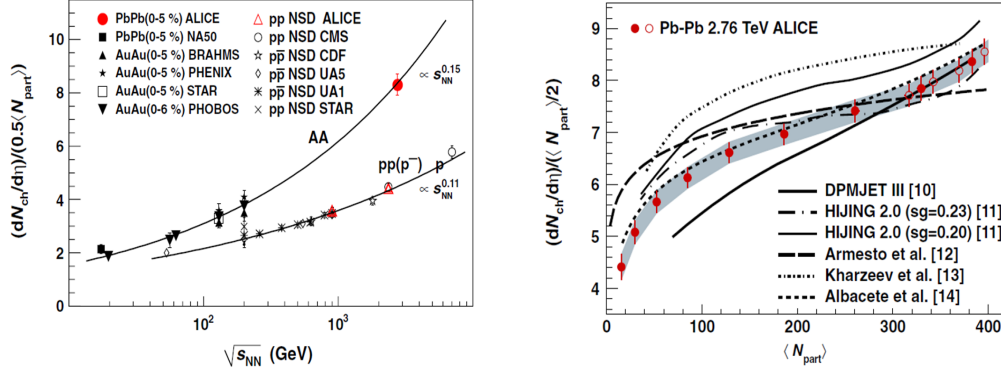 (dN_ch/dη)/(0.5⟨N_part⟩)
10
8
6
4
2
0
PbPb(0-5 %) ALICE
PbPb(0-5 %) NA50
AuAu(0-5 %) BRAHMS
AuAu(0-5 %) PHENIX
AuAu(0-5 %) STAR
AuAu(0-6 %) PHOBOS
pp NSD ALICE
pp NSD CMS
pp̅ NSD CDF
pp̅ NSD UA5
pp̅ NSD UA1
pp NSD STAR
∝ s_NN^0.15
AA
pp(p̅) p
∝ s_NN^0.11
10²
10³
√s_NN (GeV)
(dN_ch/dη)/(⟨N_part⟩/2)
9
8
7
6
5
4
Pb-Pb 2.76 TeV ALICE
DPMJET III [10]
HIJING 2.0 (sg=0.23) [11]
HIJING 2.0 (sg=0.20) [11]
Armesto et al. [12]
Kharzeev et al. [13]
Albacete et al. [14]
0
100
200
300
400
⟨N_part⟩